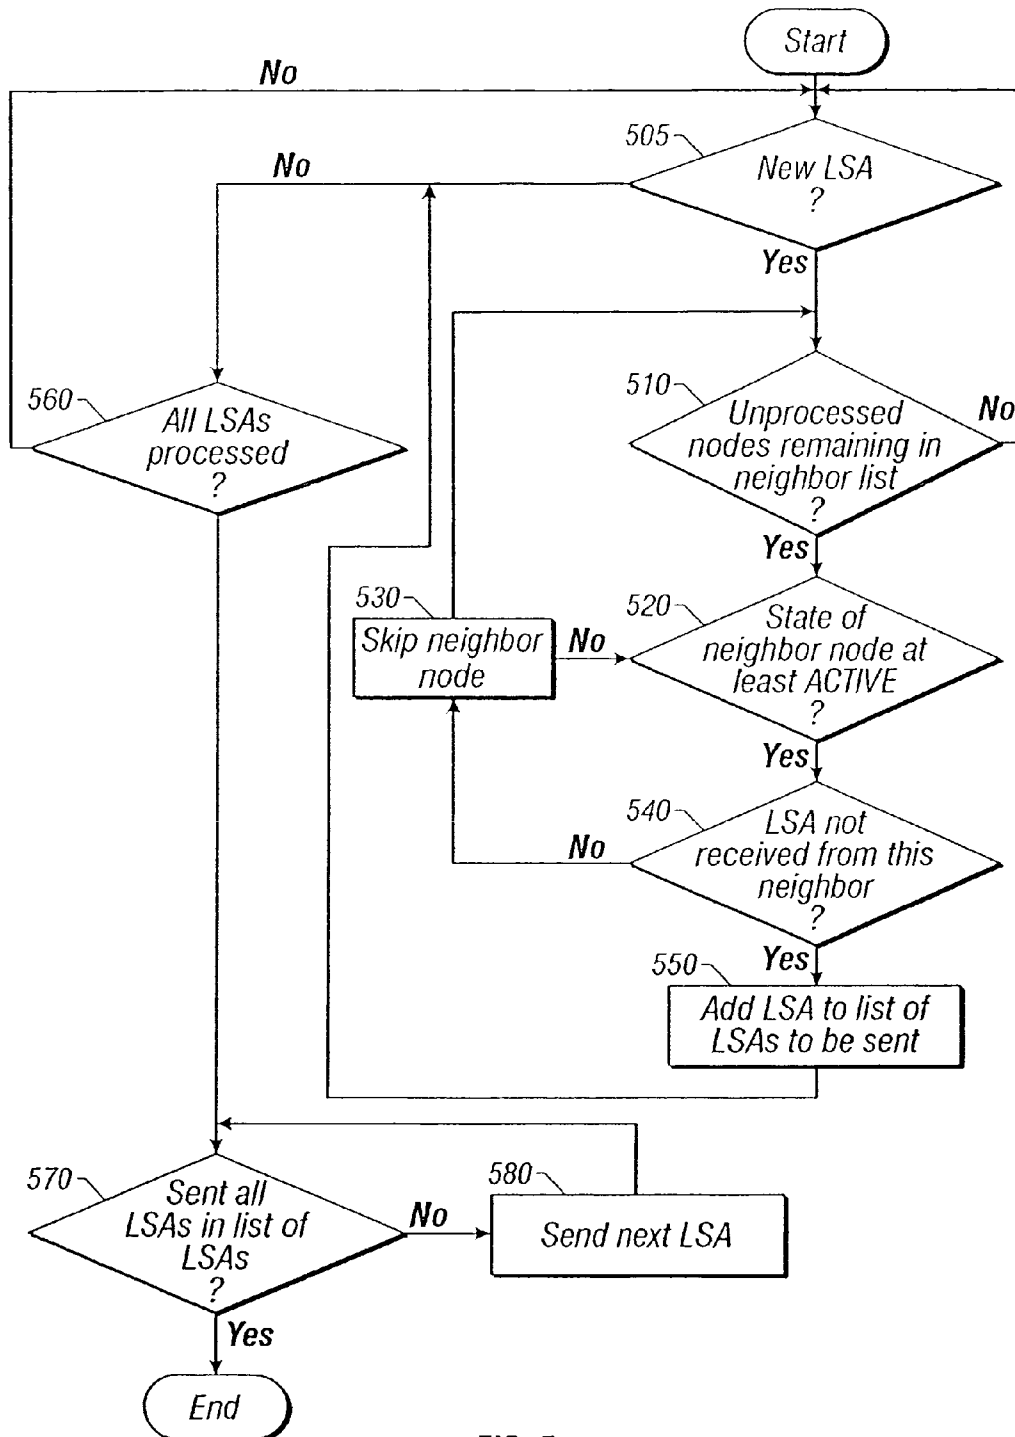 Start
No
505
New LSA
?
No
Yes
560
All LSAs
processed
?
510
Unprocessed
nodes remaining in
neighbor list
?
No
Yes
530
Skip neighbor
node
No
520
State of
neighbor node at
least ACTIVE
?
Yes
540
LSA not
received from this
neighbor
?
No
Yes
550
Add LSA to list of
LSAs to be sent
570
Sent all
LSAs in list of
LSAs
?
No
580
Send next LSA
Yes
End